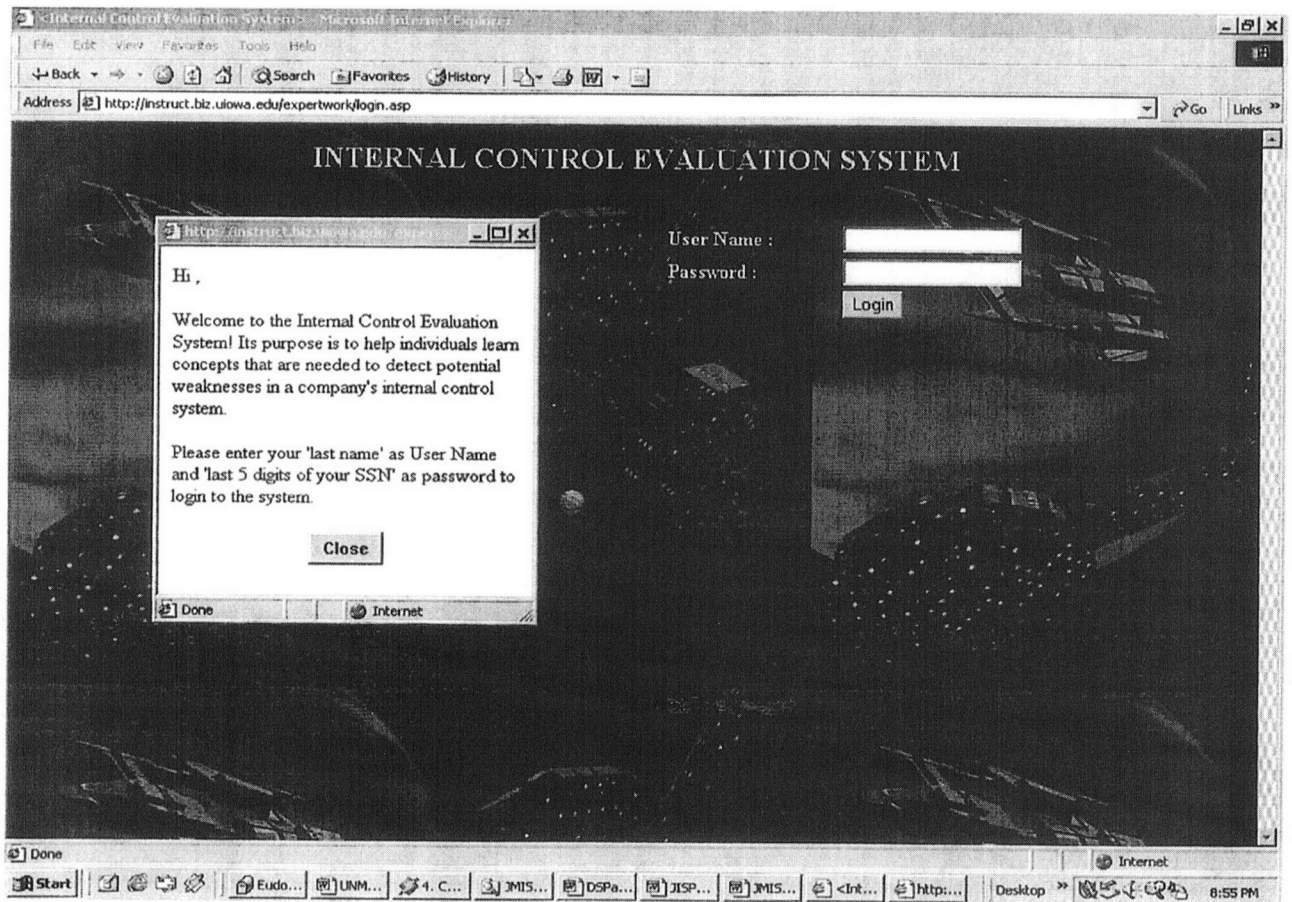 <Internal Control Evaluation System> - Microsoft Internet Explorer
File Edit View Favorites Tools Help
Back Search Favorites History
Address http://instruct.biz.uiowa.edu/expertwork/login.asp Go Links »
INTERNAL CONTROL EVALUATION SYSTEM
User Name :
Password :
Login
Hi ,
Welcome to the Internal Control Evaluation
System! Its purpose is to help individuals learn
concepts that are needed to detect potential
weaknesses in a company's internal control
system.
Please enter your 'last name' as User Name
and 'last 5 digits of your SSN' as password to
login to the system.
Close
Done Internet
Done Internet
Start Eudo... UNM... 4. C... JMIS... DSPa... JISP... JMIS... <Int... http:... Desktop » 8:55 PM